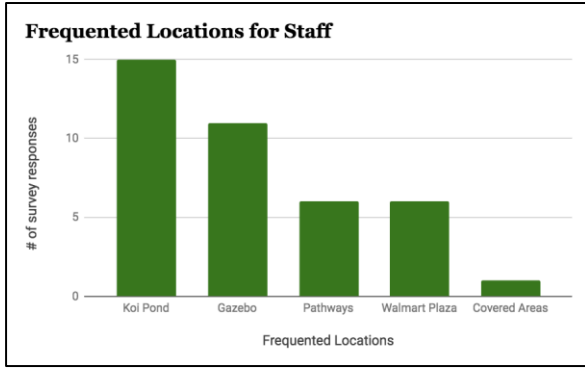 Frequented Locations for Staff
# of survey responses
15
10
5
0
Koi Pond Gazebo Pathways Walmart Plaza Covered Areas
Frequented Locations